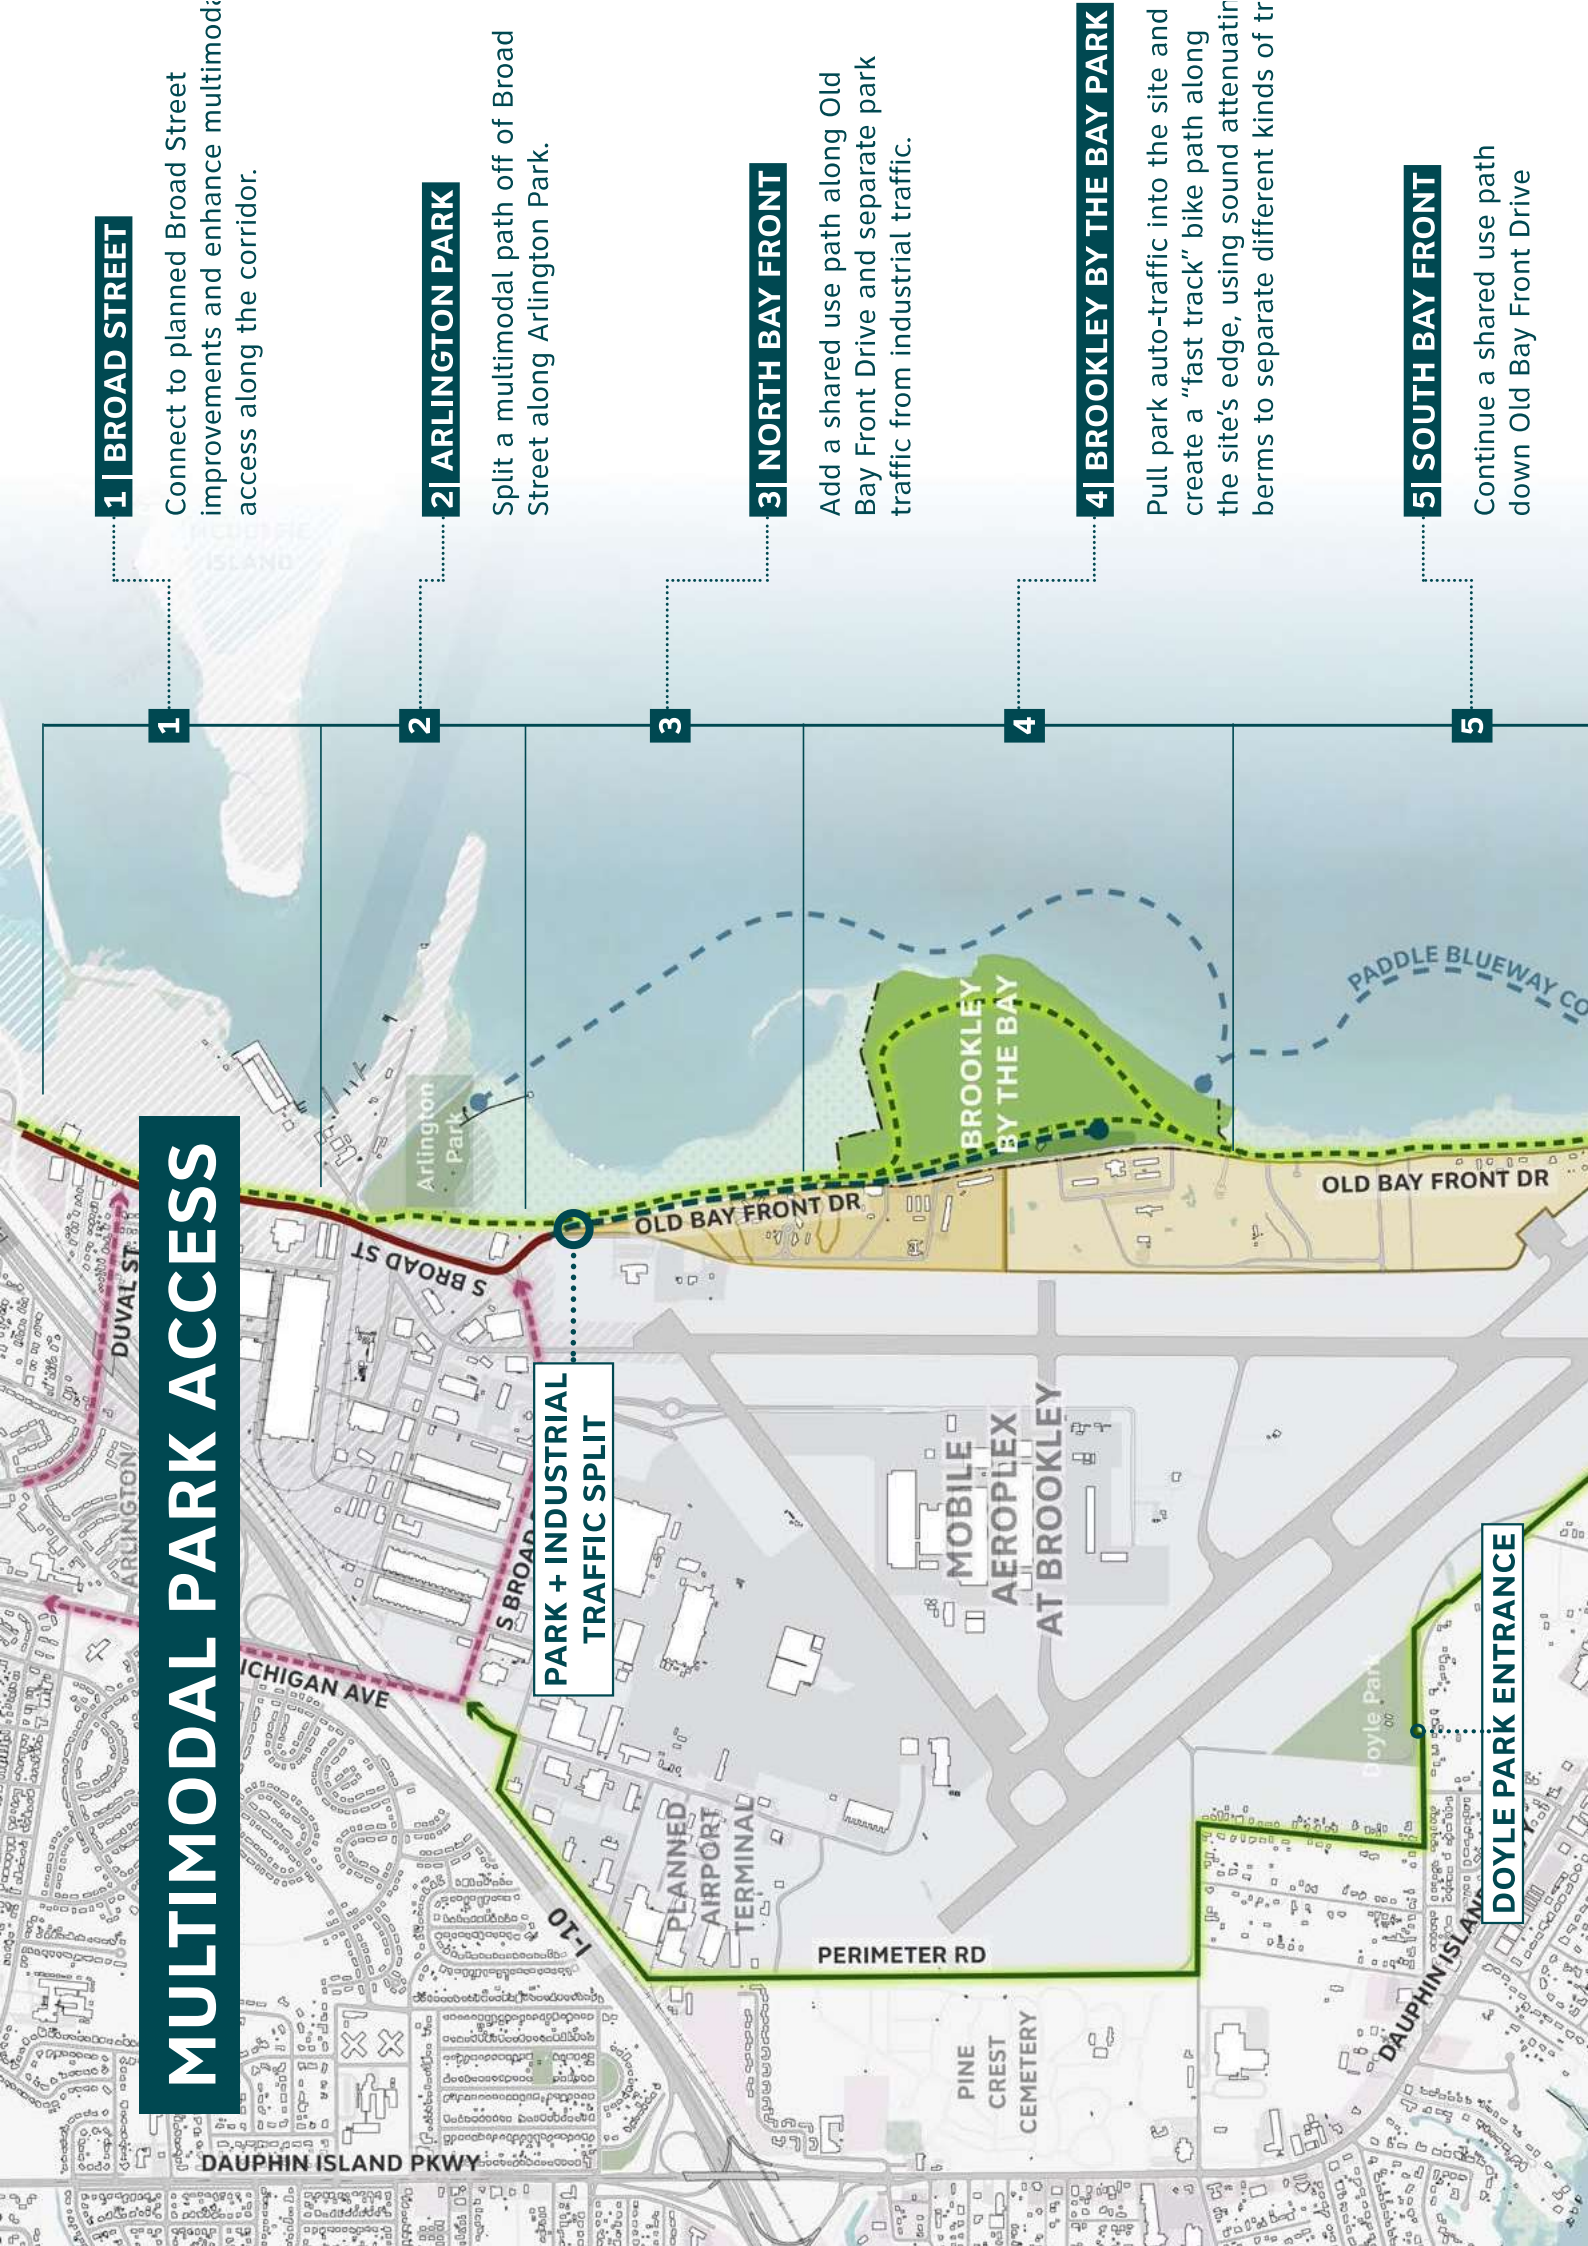 MULTIMODAL PARK ACCESS
1 | BROAD STREET
Connect to planned Broad Street
improvements and enhance
access along the corridor.
2 | ARLINGTON PARK
Split a multimodal path off of Broad
Street along Arlington Park.
3 | NORTH BAY FRONT
Add a shared use path along Old
Bay Front Drive and separate park
traffic from industrial traffic.
4 | BROOKLEY BY THE BAY PARK
Pull park auto-traffic into the site and
create a "fast track" bike path along
the site's edge, using sound
berms to separate different kinds of
5 | SOUTH BAY FRONT
Continue a shared use path
down Old Bay Front Drive
1
2
3
4
5
MCDUFFIE
ISLAND
Arlington
Park
BROOKLEY
BY THE BAY
PADDLE BLUEWAY
DUVAL ST
S BROAD ST
OLD BAY FRONT DR
OLD BAY FRONT DR
ARLINGTON
S BROAD
PARK + INDUSTRIAL
TRAFFIC SPLIT
MOBILE
AEROPLEX
AT BROOKLEY
ICHIGAN AVE
I-10
PLANNED
AIRPORT
TERMINAL
PERIMETER RD
Doyle Park
DOYLE PARK ENTRANCE
DAUPHIN ISLAND
PINE
CREST
CEMETERY
DAUPHIN ISLAND PKWY